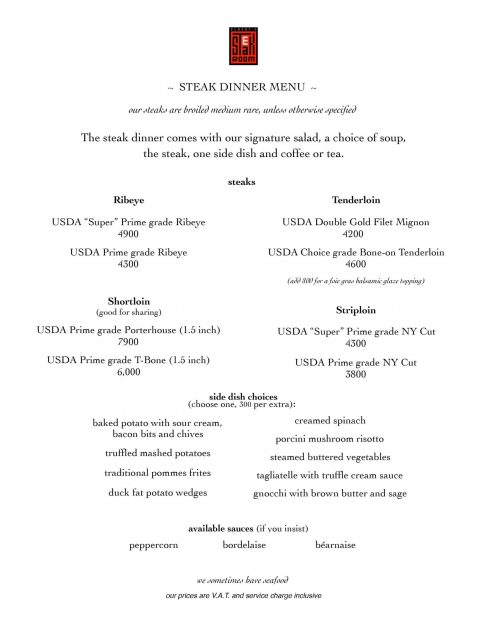 STEAK
ROOM
~ STEAK DINNER MENU ~
our steaks are broiled medium rare, unless otherwise specified
The steak dinner comes with our signature salad, a choice of soup,
the steak, one side dish and coffee or tea.
steaks
Ribeye
USDA “Super” Prime grade Ribeye
4900
USDA Prime grade Ribeye
4300
Tenderloin
USDA Double Gold Filet Mignon
4200
USDA Choice grade Bone-on Tenderloin
4600
(add 800 for a foie gras balsamic glaze topping)
Shortloin
(good for sharing)
USDA Prime grade Porterhouse (1.5 inch)
7900
USDA Prime grade T-Bone (1.5 inch)
6,000
Striploin
USDA “Super” Prime grade NY Cut
4300
USDA Prime grade NY Cut
3800
side dish choices
(choose one, 300 per extra):
baked potato with sour cream,
bacon bits and chives
truffled mashed potatoes
traditional pommes frites
duck fat potato wedges
creamed spinach
porcini mushroom risotto
steamed buttered vegetables
tagliatelle with truffle cream sauce
gnocchi with brown butter and sage
available sauces (if you insist)
peppercorn bordelaise béarnaise
we sometimes have seafood
our prices are V.A.T. and service charge inclusive